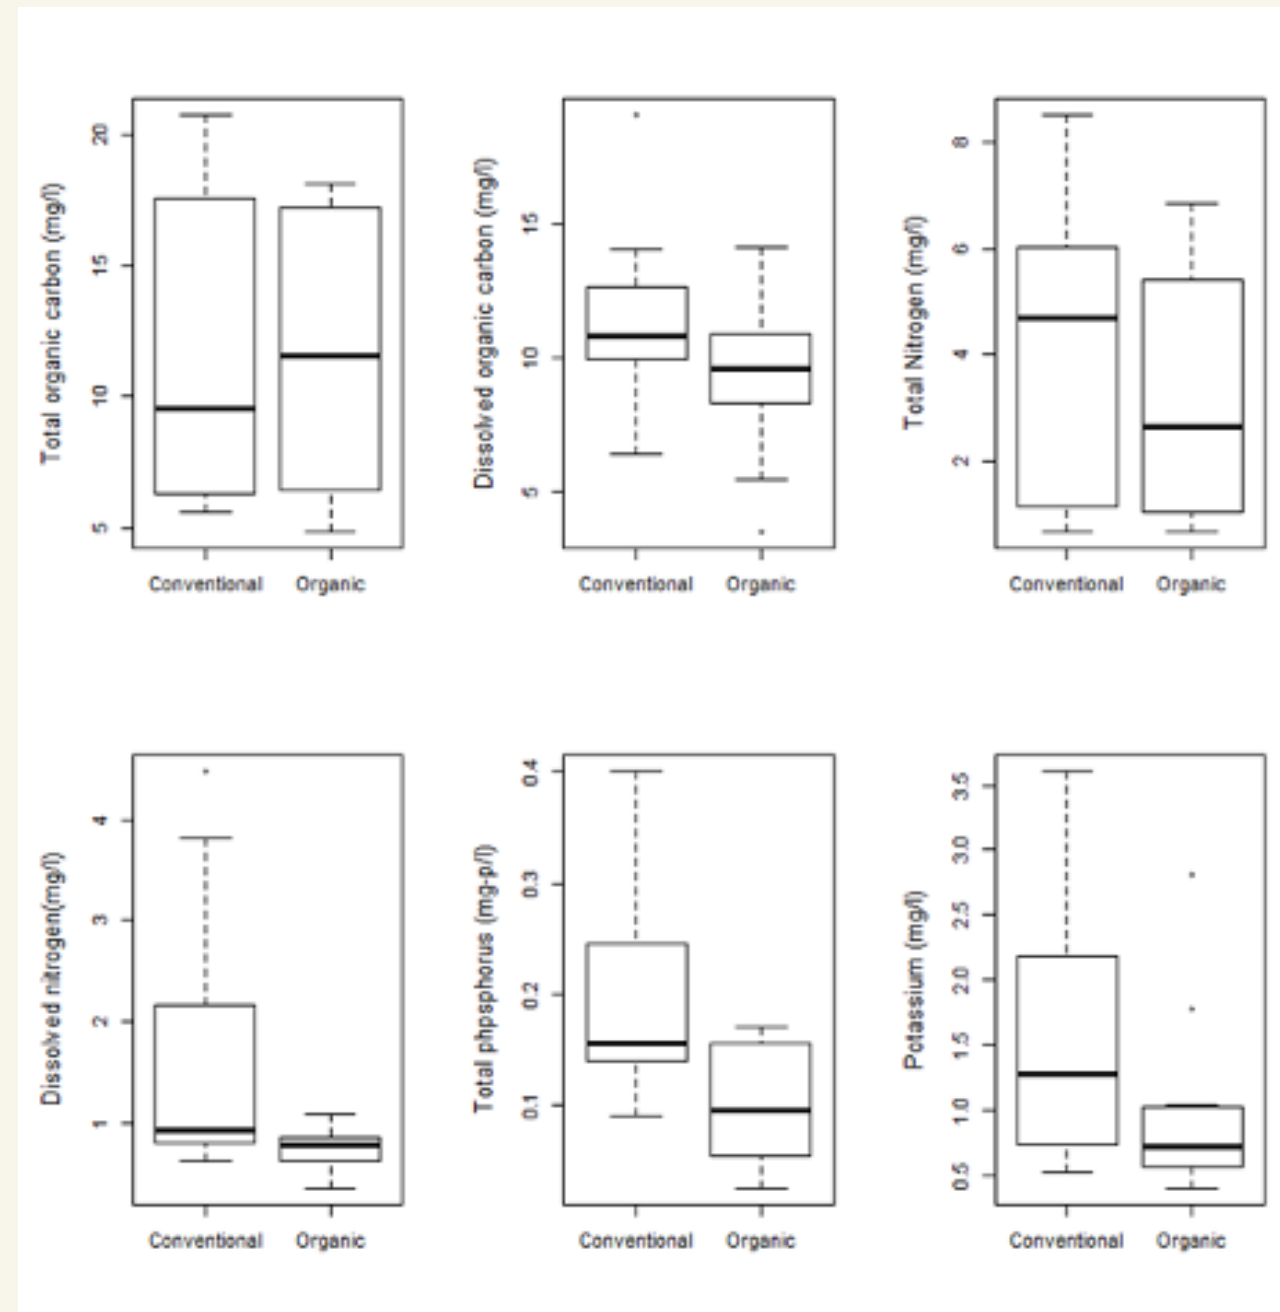 Total organic carbon (mg/l)
20
15
10
5
Conventional Organic
Dissolved organic carbon (mg/l)
15
10
5
Conventional Organic
Total Nitrogen (mg/l)
8
6
4
2
Conventional Organic
Dissolved nitrogen(mg/l)
4
3
2
1
Conventional Organic
Total phpsphorus (mg-p/l)
0.4
0.3
0.2
0.1
Conventional Organic
Potassium (mg/l)
3.5
3.0
2.5
2.0
1.5
1.0
0.5
Conventional Organic